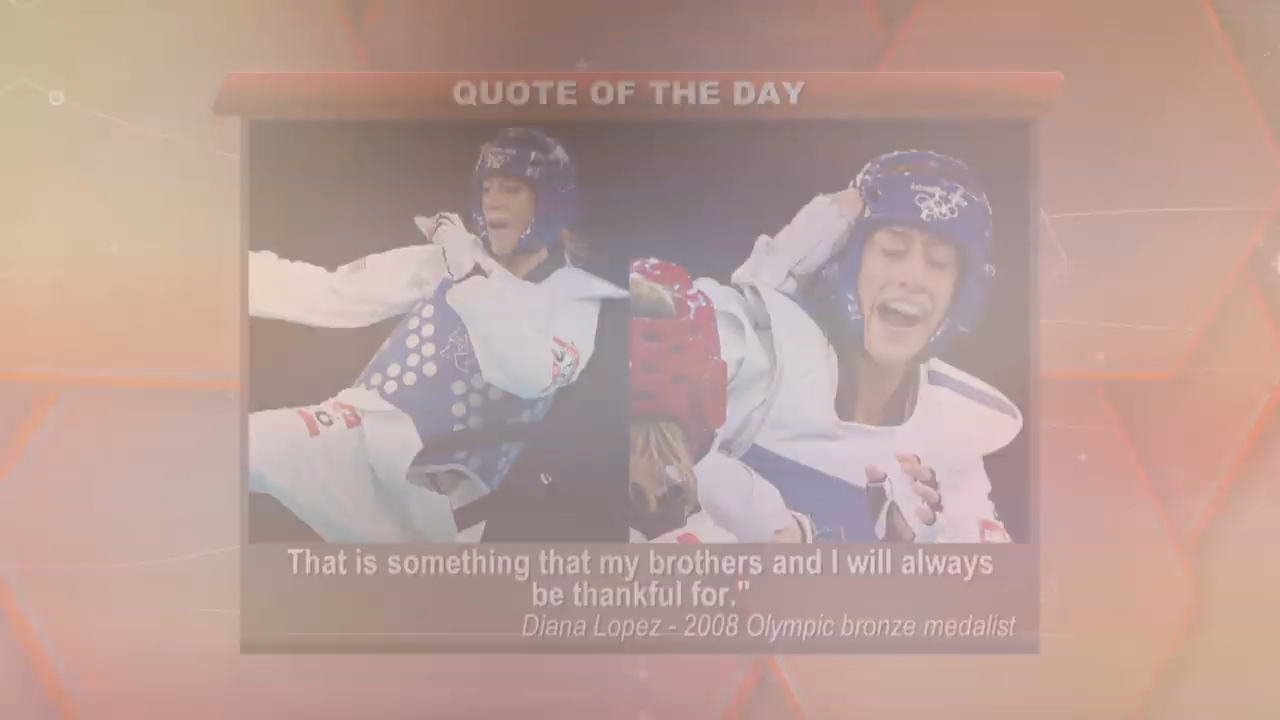 QUOTE OF THE DAY
That is something that my brothers and I will always
be thankful for."
Diana Lopez - 2008 Olympic bronze medalist